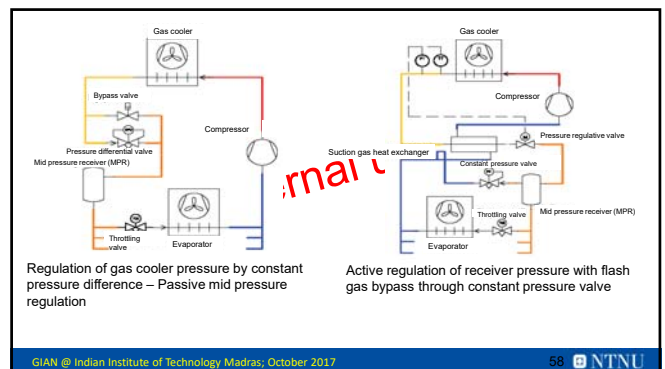 Gas cooler
Bypass valve
Compressor
Pressure differential valve
Mid pressure receiver (MPR)
Throttling
valve
Evaporator
Regulation of gas cooler pressure by constant
pressure difference – Passive mid pressure
regulation
Gas cooler
Compressor
Pressure regulative valve
Suction gas heat exchanger
Constant pressure valve
Mid pressure receiver (MPR)
Throttling valve
Evaporator
Active regulation of receiver pressure with flash
gas bypass through constant pressure valve
GIAN @ Indian Institute of Technology Madras; October 2017
58 NTNU